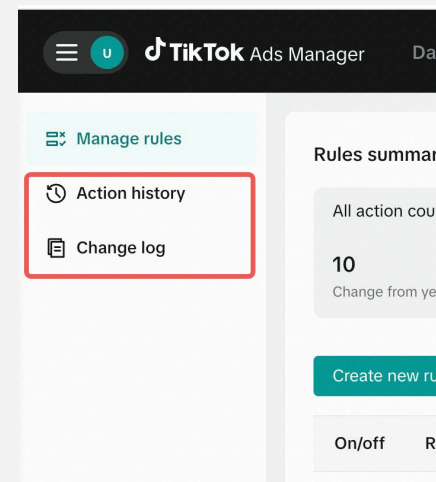 U TikTok Ads Manager Da
Manage rules
Action history
Change log
Rules summar
All action cou
10
Change from ye
Create new ru
On/off R